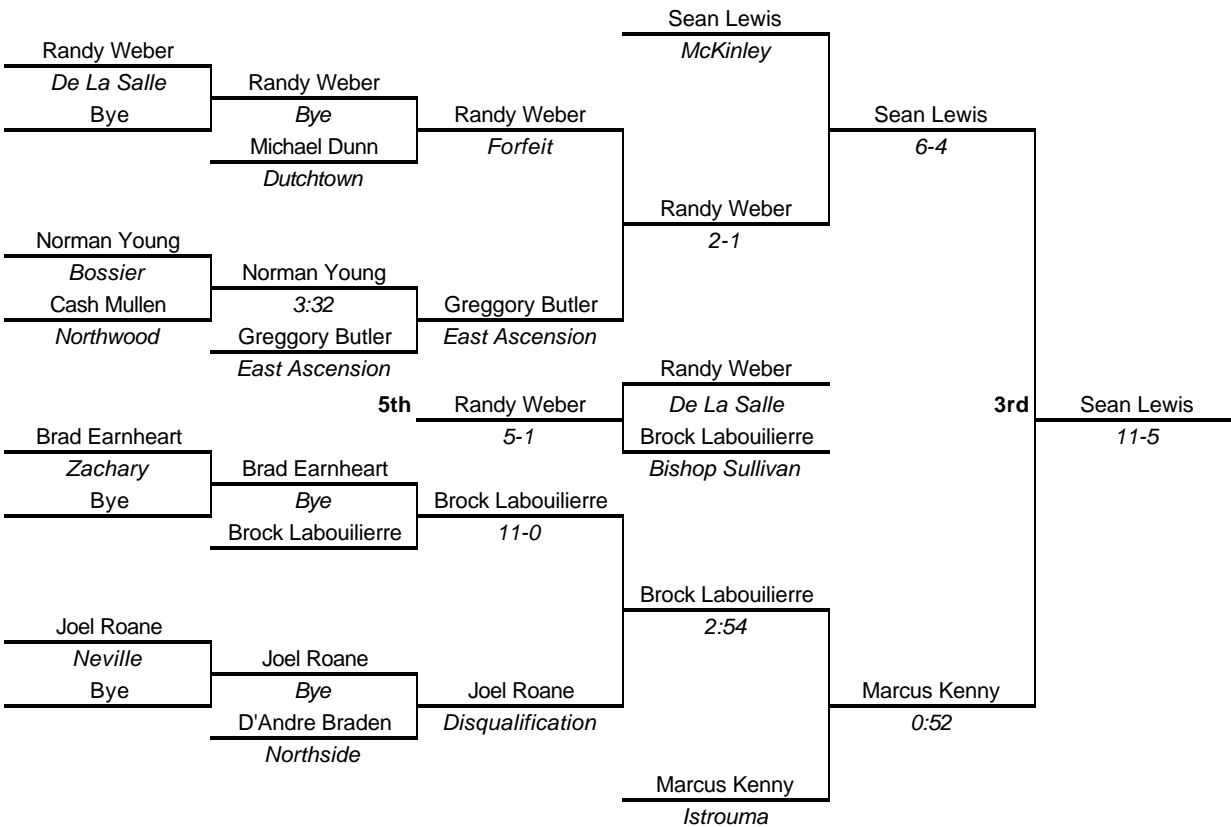 Sean Lewis
McKinley
Randy Weber
De La Salle
Bye
Randy Weber
Bye
Michael Dunn
Dutchtown
Randy Weber
Forfeit
Sean Lewis
6-4
Randy Weber
2-1
Norman Young
Bossier
Cash Mullen
Northwood
Norman Young
3:32
Greggory Butler
East Ascension
Greggory Butler
East Ascension
5th
Randy Weber
5-1
Randy Weber
De La Salle
Brock Labouilierre
Bishop Sullivan
3rd
Sean Lewis
11-5
Brad Earnheart
Zachary
Bye
Brad Earnheart
Bye
Brock Labouilierre
Brock Labouilierre
11-0
Brock Labouilierre
2:54
Joel Roane
Neville
Bye
Joel Roane
Bye
D'Andre Braden
Northside
Joel Roane
Disqualification
Marcus Kenny
0:52
Marcus Kenny
Istrouma